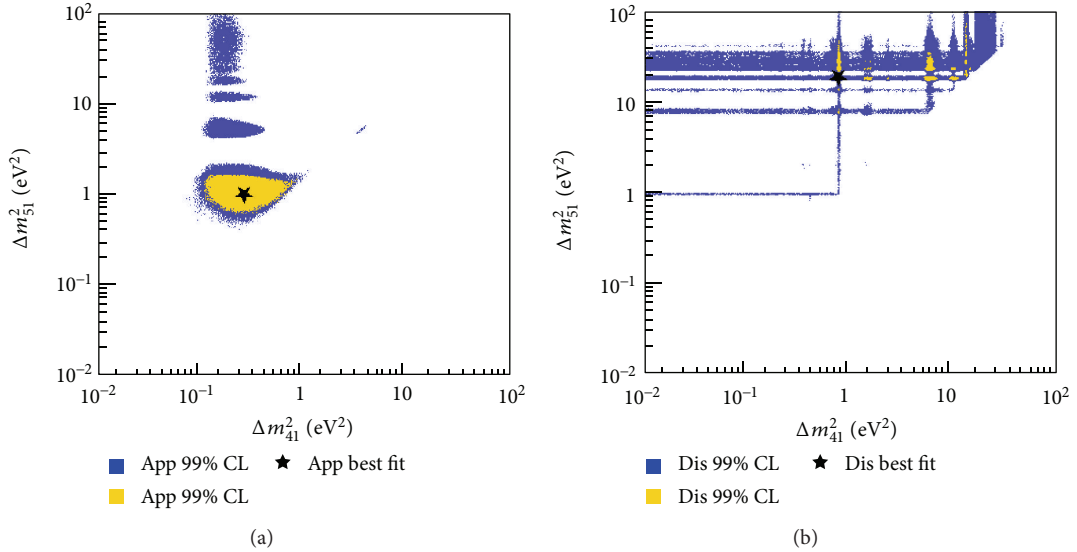 10²
10
1
10⁻¹
10⁻²
Δm²₅₁ (eV²)
10⁻² 10⁻¹ 1 10 10²
Δm²₄₁ (eV²)
App 99% CL ★ App best fit
App 99% CL
(a)
10²
10
1
10⁻¹
10⁻²
Δm²₅₁ (eV²)
10⁻² 10⁻¹ 1 10 10²
Δm²₄₁ (eV²)
Dis 99% CL ★ Dis best fit
Dis 99% CL
(b)